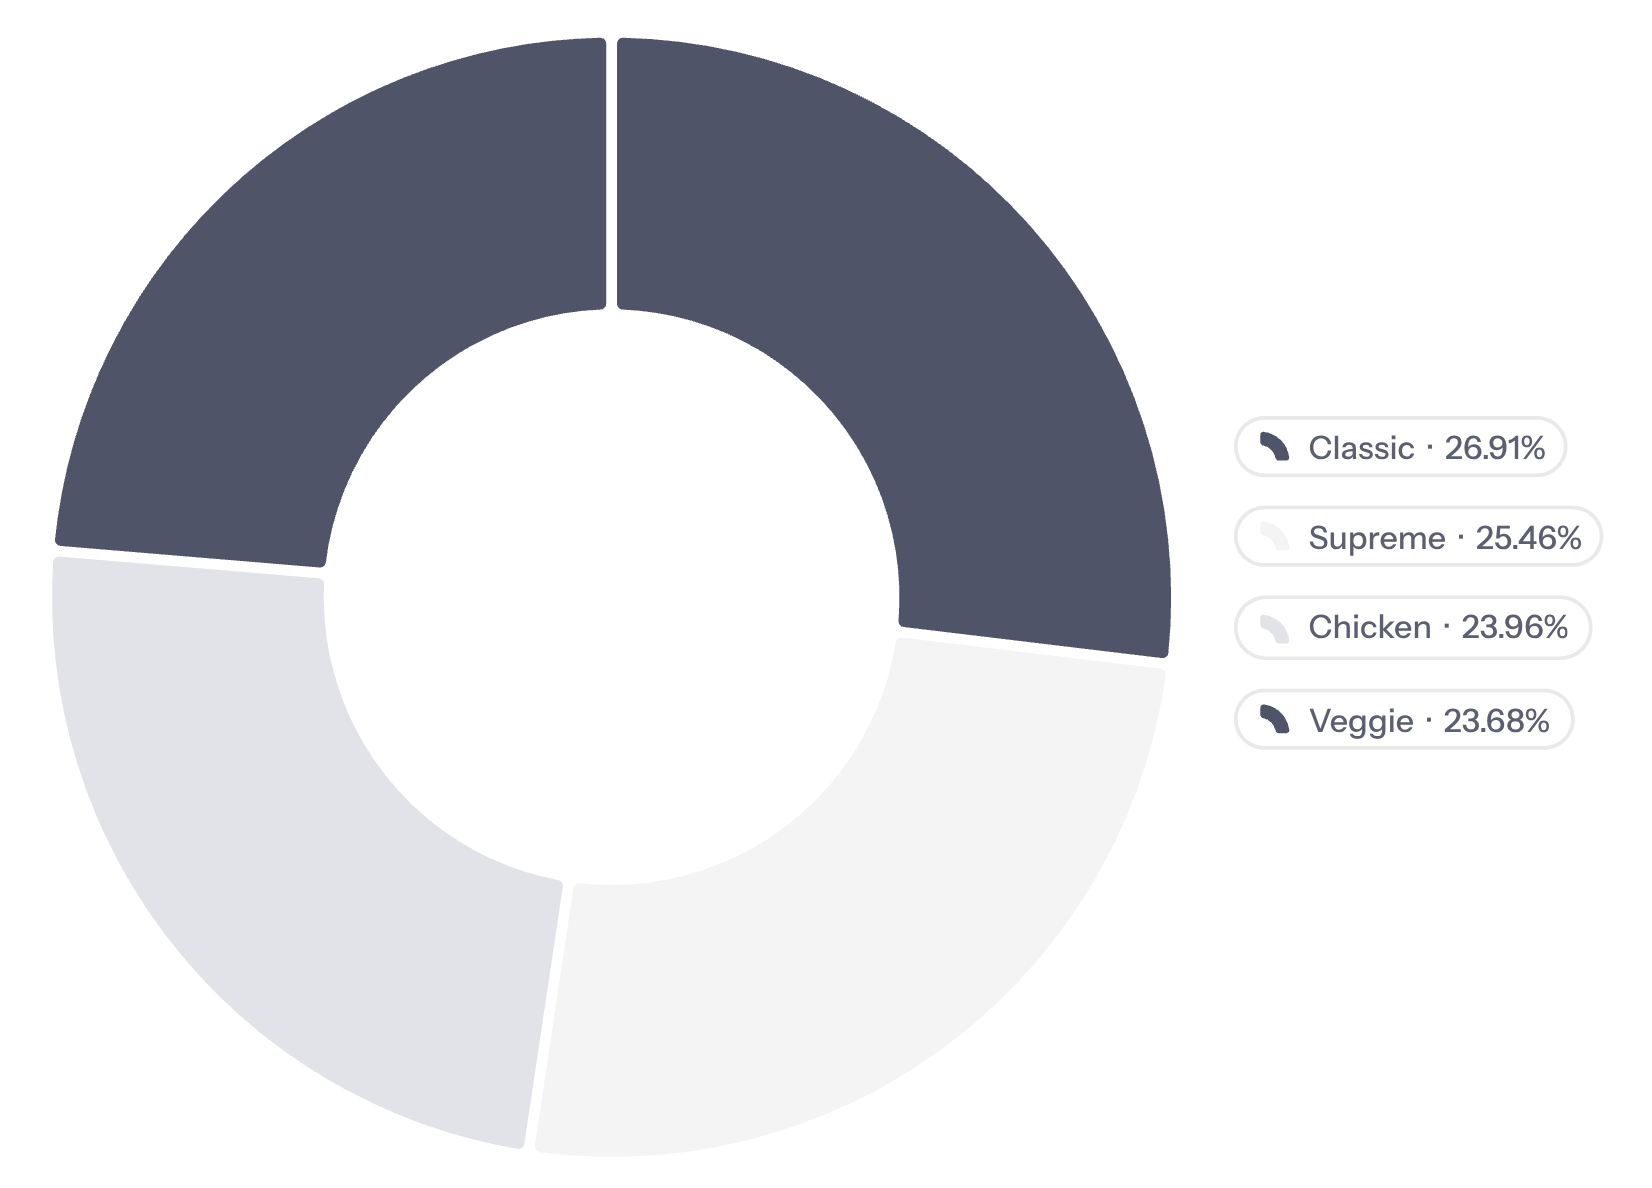 Classic · 26.91%
Supreme · 25.46%
Chicken · 23.96%
Veggie · 23.68%